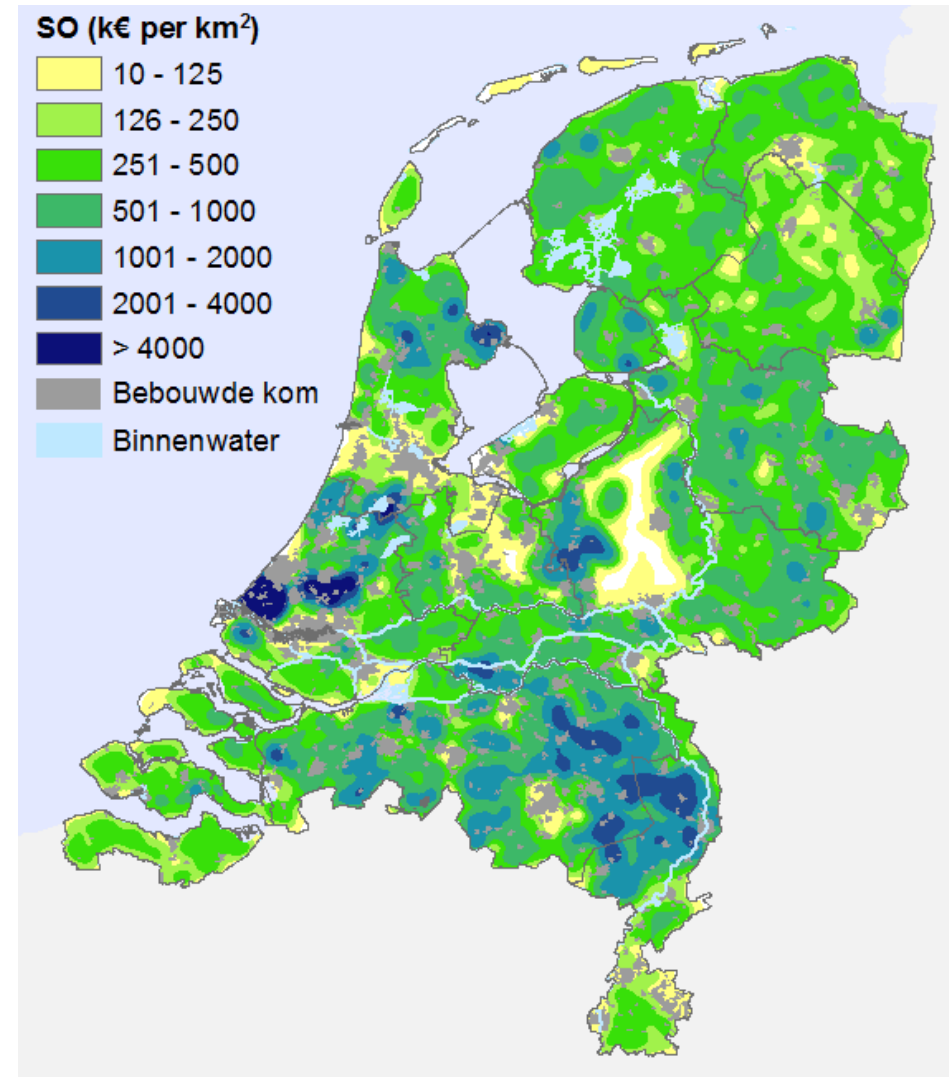 SO (k€ per km²)
10 - 125
126 - 250
251 - 500
501 - 1000
1001 - 2000
2001 - 4000
> 4000
Bebouwde kom
Binnenwater